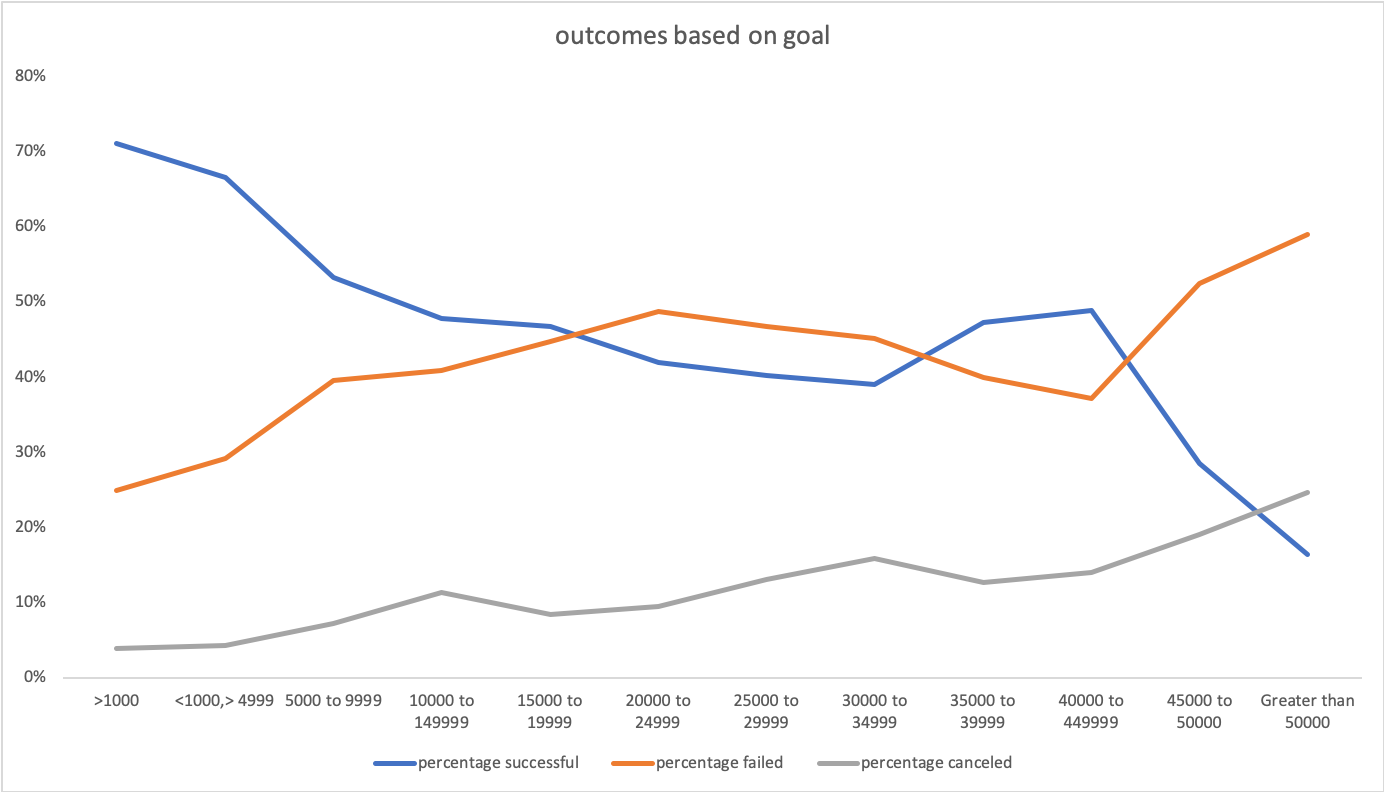 outcomes based on goal
80%
70%
60%
50%
40%
30%
20%
10%
0%
>1000
<1000,> 4999
5000 to 9999
10000 to
149999
15000 to
19999
20000 to
24999
25000 to
29999
30000 to
34999
35000 to
39999
40000 to
449999
45000 to
50000
Greater than
50000
percentage successful
percentage failed
percentage canceled